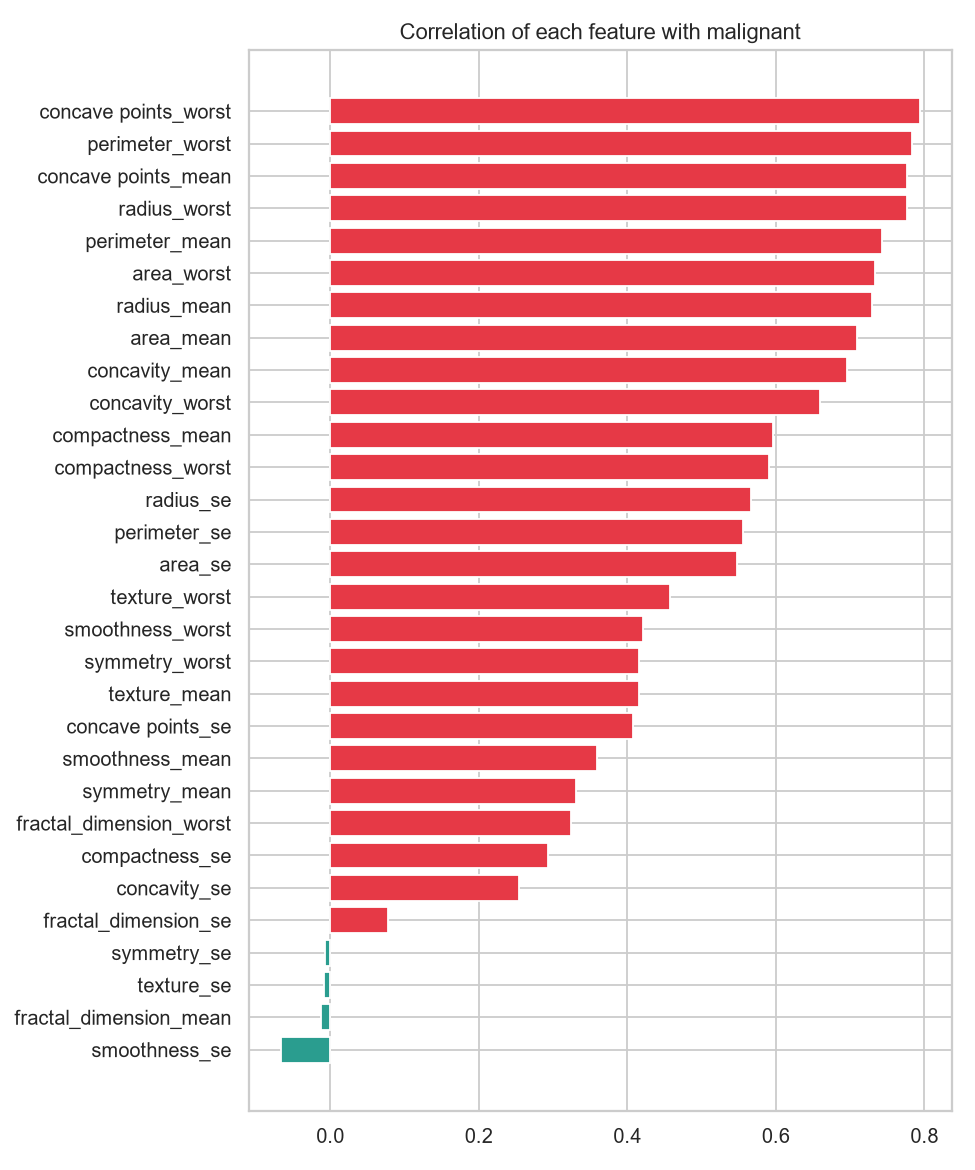 Correlation of each feature with malignant
concave points_worst
perimeter_worst
concave points_mean
radius_worst
perimeter_mean
area_worst
radius_mean
area_mean
concavity_mean
concavity_worst
compactness_mean
compactness_worst
radius_se
perimeter_se
area_se
texture_worst
smoothness_worst
symmetry_worst
texture_mean
concave points_se
smoothness_mean
symmetry_mean
fractal_dimension_worst
compactness_se
concavity_se
fractal_dimension_se
symmetry_se
texture_se
fractal_dimension_mean
smoothness_se
0.0 0.2 0.4 0.6 0.8